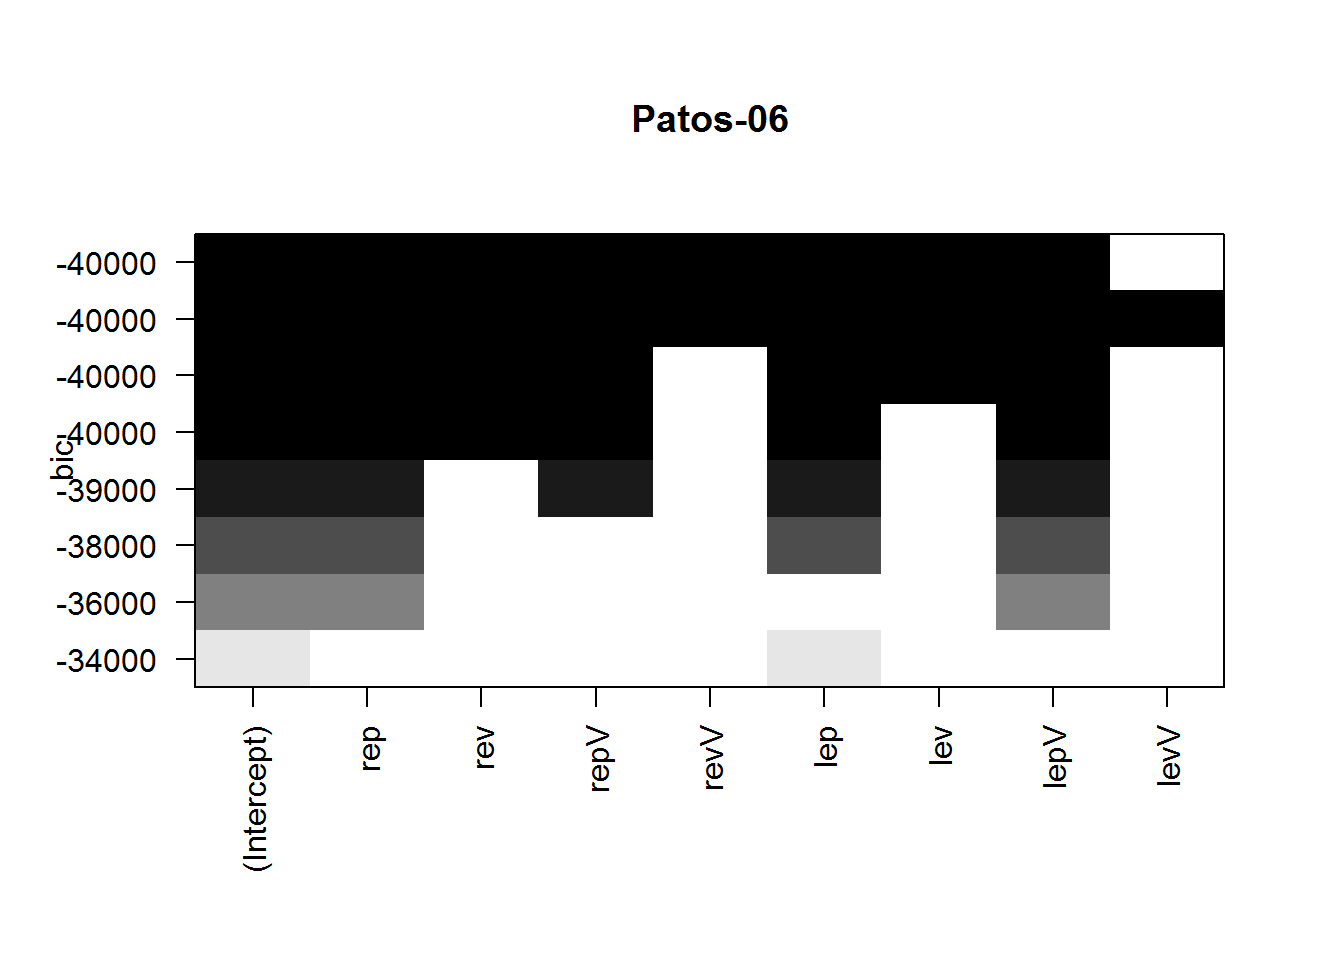 Patos-06
bic
-40000
-40000
-40000
-40000
-39000
-38000
-36000
-34000
(Intercept)
rep
rev
repV
revV
lep
lev
lepV
levV